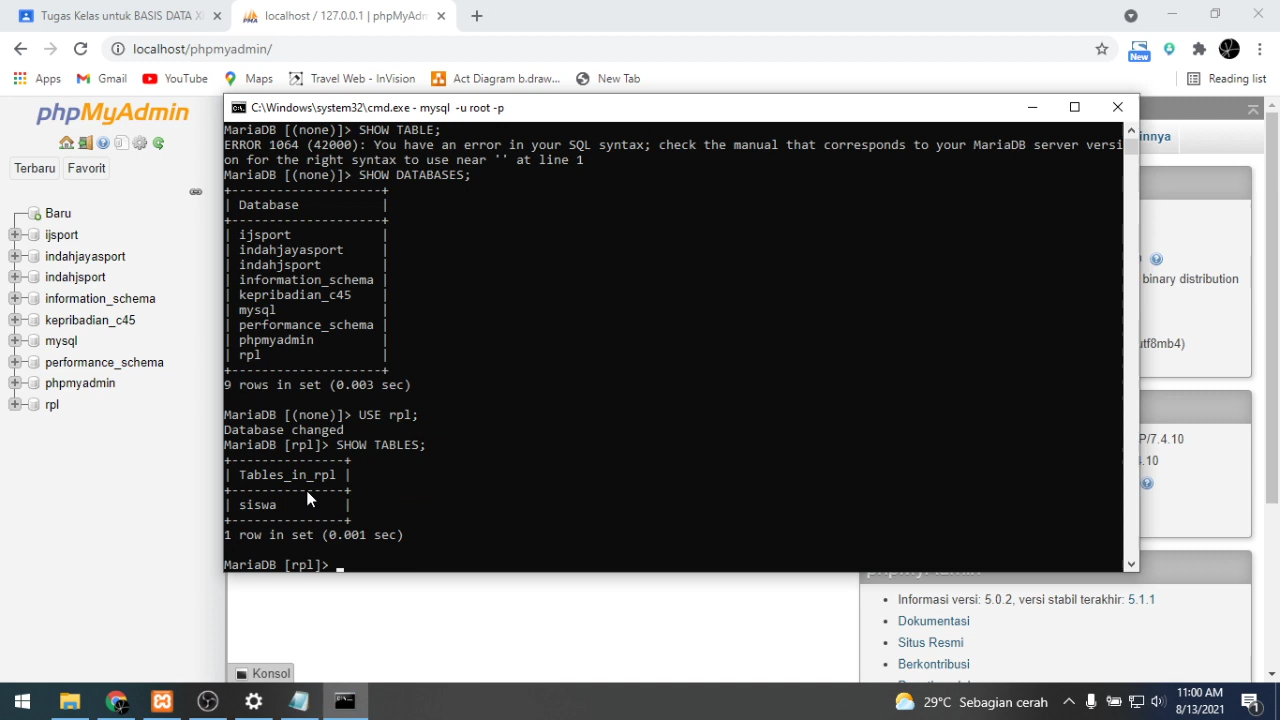 Tugas Kelas untuk BASIS DATA XI
localhost / 127.0.0.1 | phpMyAdm
localhost/phpmyadmin/
New
Apps
Gmail
YouTube
Maps
Travel Web - InVision
Act Diagram b.draw...
New Tab
Reading list
phpMyAdmin
Terbaru
Favorit
Baru
ijsport
indahjayasport
indahjsport
information_schema
kepribadian_c45
mysql
performance_schema
phpmyadmin
rpl
C:\Windows\system32\cmd.exe - mysql -u root -p
MariaDB [(none)]> SHOW TABLE;
ERROR 1064 (42000): You have an error in your SQL syntax; check the manual that corresponds to your MariaDB server versi
on for the right syntax to use near '' at line 1
MariaDB [(none)]> SHOW DATABASES;
+--------------------+
| Database           |
+--------------------+
| ijsport            |
| indahjayasport     |
| indahjsport        |
| information_schema |
| kepribadian_c45    |
| mysql              |
| performance_schema |
| phpmyadmin         |
| rpl                |
+--------------------+
9 rows in set (0.003 sec)
MariaDB [(none)]> USE rpl;
Database changed
MariaDB [rpl]> SHOW TABLES;
+---------------+
| Tables_in_rpl |
+---------------+
| siswa         |
+---------------+
1 row in set (0.001 sec)
MariaDB [rpl]>
innya
binary distribution
utf8mb4)
P/7.4.10
.10
Informasi versi: 5.0.2, versi stabil terakhir: 5.1.1
Dokumentasi
Situs Resmi
Berkontribusi
Konsol
29°C Sebagian cerah
11:00 AM
8/13/2021
1